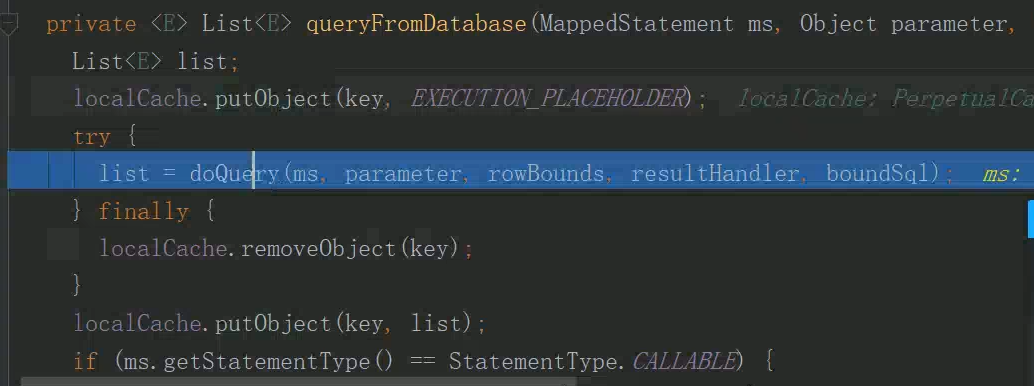 private <E> List<E> queryFromDatabase(MappedStatement ms, Object parameter,
List<E> list;
localCache.putObject(key, EXECUTION_PLACEHOLDER); localCache: PerpetualCa
try {
list = doQuery(ms, parameter, rowBounds, resultHandler, boundSql); ms:
} finally {
localCache.removeObject(key);
}
localCache.putObject(key, list);
if (ms.getStatementType() == StatementType.CALLABLE) {